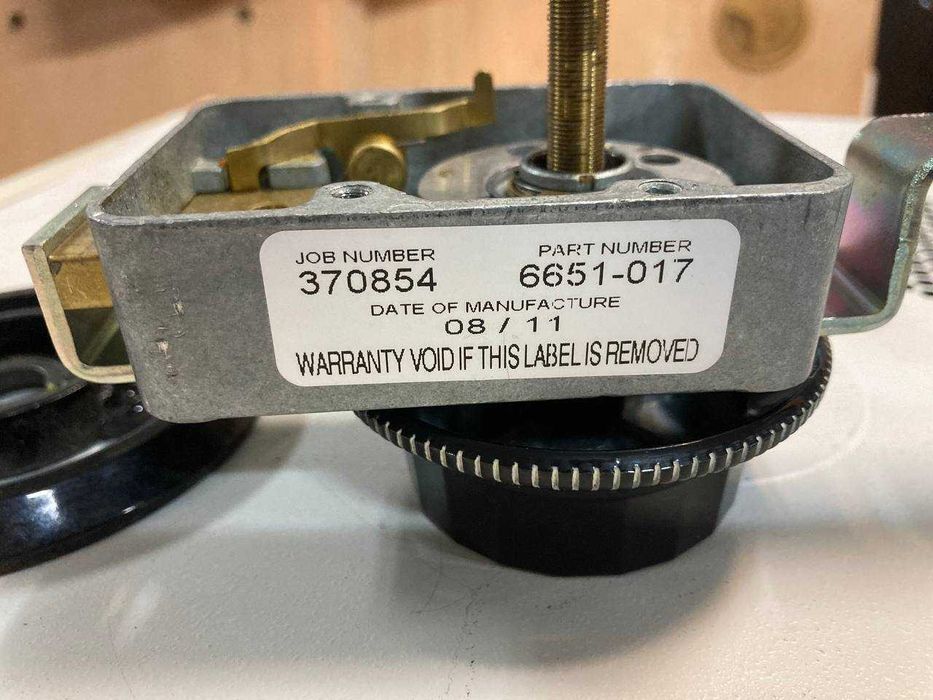 JOB NUMBER PART NUMBER
370854 6651-017
DATE OF MANUFACTURE
08 / 11
WARRANTY VOID IF THIS LABEL IS REMOVED